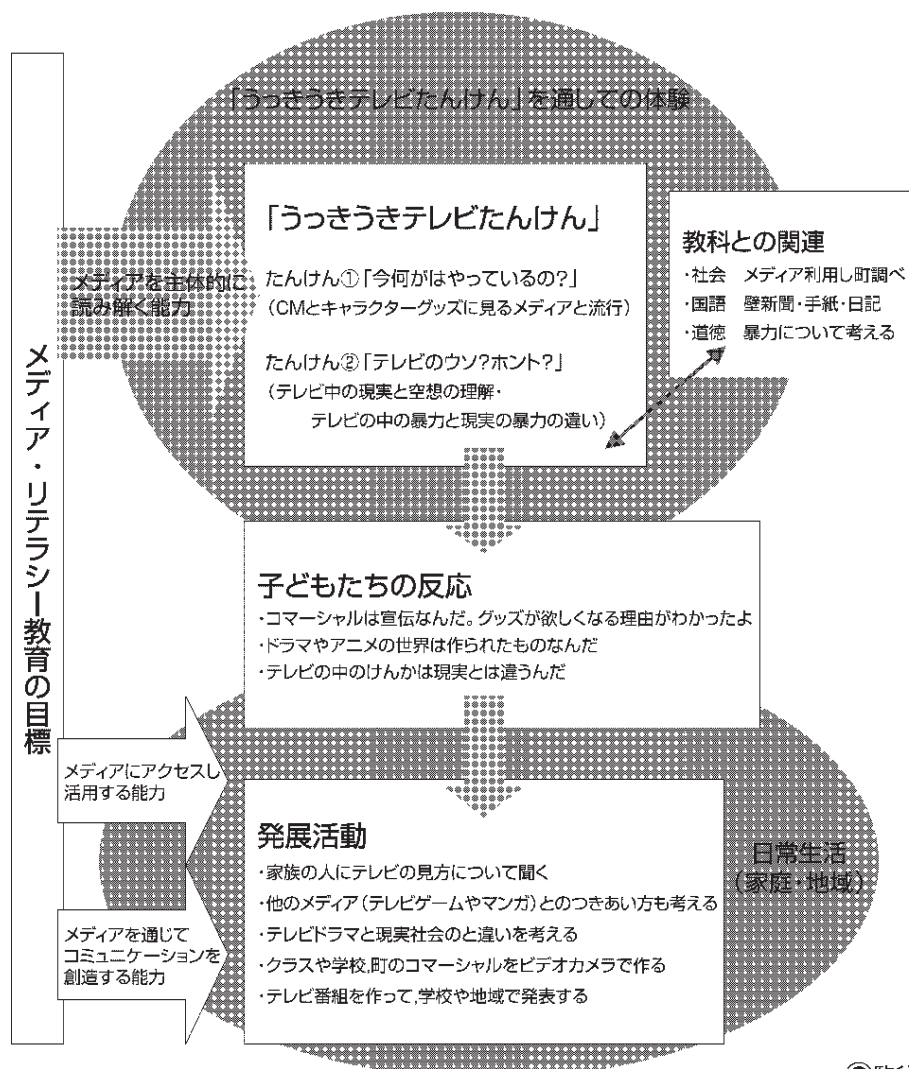 「うっきうきテレビたんけん」を通しての体験
「うっきうきテレビたんけん」
たんけん①「今何がはやっているの?」
(CMとキャラクターグッズに見るメディアと流行)
たんけん②「テレビのウソ?ホント?」
(テレビ中の現実と空想の理解・
テレビの中の暴力と現実の暴力の違い)
教科との関連
・社会 メディア利用し町調べ
・国語 壁新聞・手紙・日記
・道徳 暴力について考える
メディアを主体的に
読み解く能力
メディア・リテラシー教育の目標
子どもたちの反応
・コマーシャルは宣伝なんだ。グッズが欲しくなる理由がわかったよ
・ドラマやアニメの世界は作られたものなんだ
・テレビの中のけんかは現実とは違うんだ
メディアにアクセスし
活用する能力
メディアを通じて
コミュニケーションを
創造する能力
発展活動
・家族の人にテレビの見方について聞く
・他のメディア(テレビゲームやマンガ)とのつきあい方も考える
・テレビドラマと現実社会のと違いを考える
・クラスや学校,町のコマーシャルをビデオカメラで作る
・テレビ番組を作って,学校や地域で発表する
日常生活
(家庭・地域)